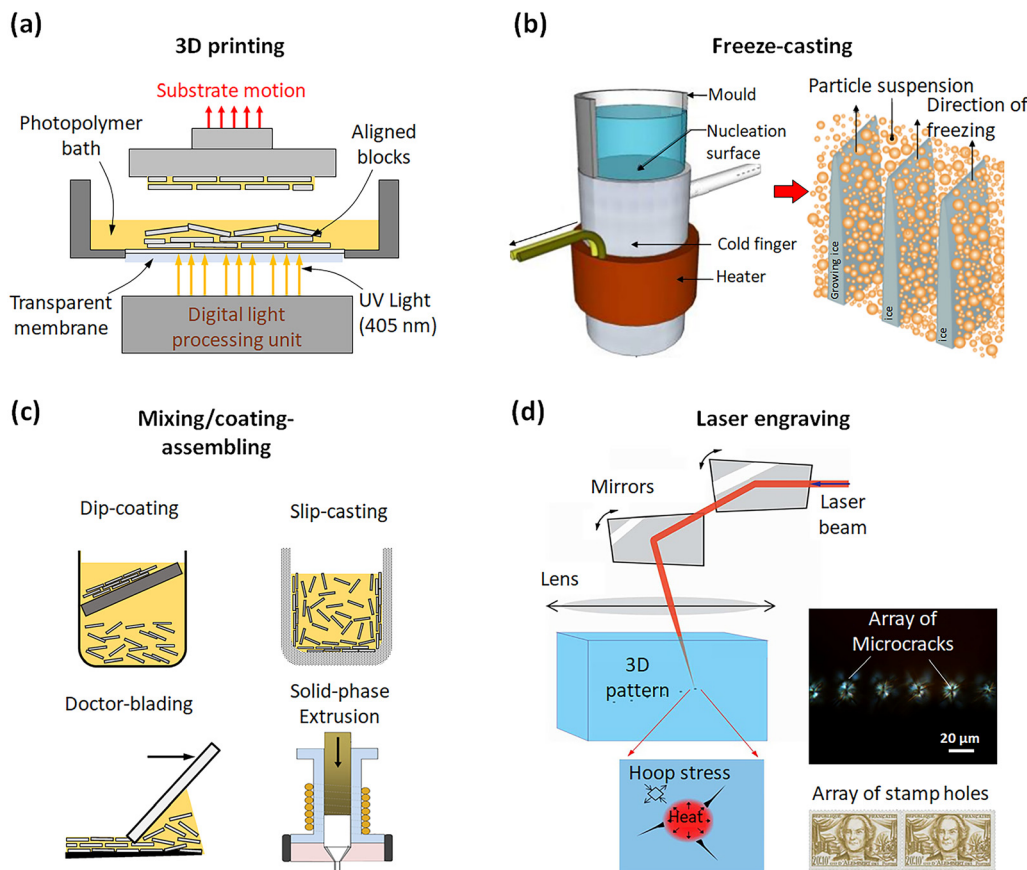 (a)
3D printing
Substrate motion
Photopolymer
bath
Aligned
blocks
Transparent
membrane
UV Light
(405 nm)
Digital light
processing unit
(b)
Freeze-casting
Mould
Nucleation
surface
Cold finger
Heater
Particle suspension
Direction of
freezing
Growing ice
ice
ice
(c)
Mixing/coating-
assembling
Dip-coating
Slip-casting
Doctor-blading
Solid-phase
Extrusion
(d)
Laser engraving
Mirrors
Laser
beam
Lens
3D
pattern
Hoop stress
Heat
Array of
Microcracks
20 μm
Array of stamp holes